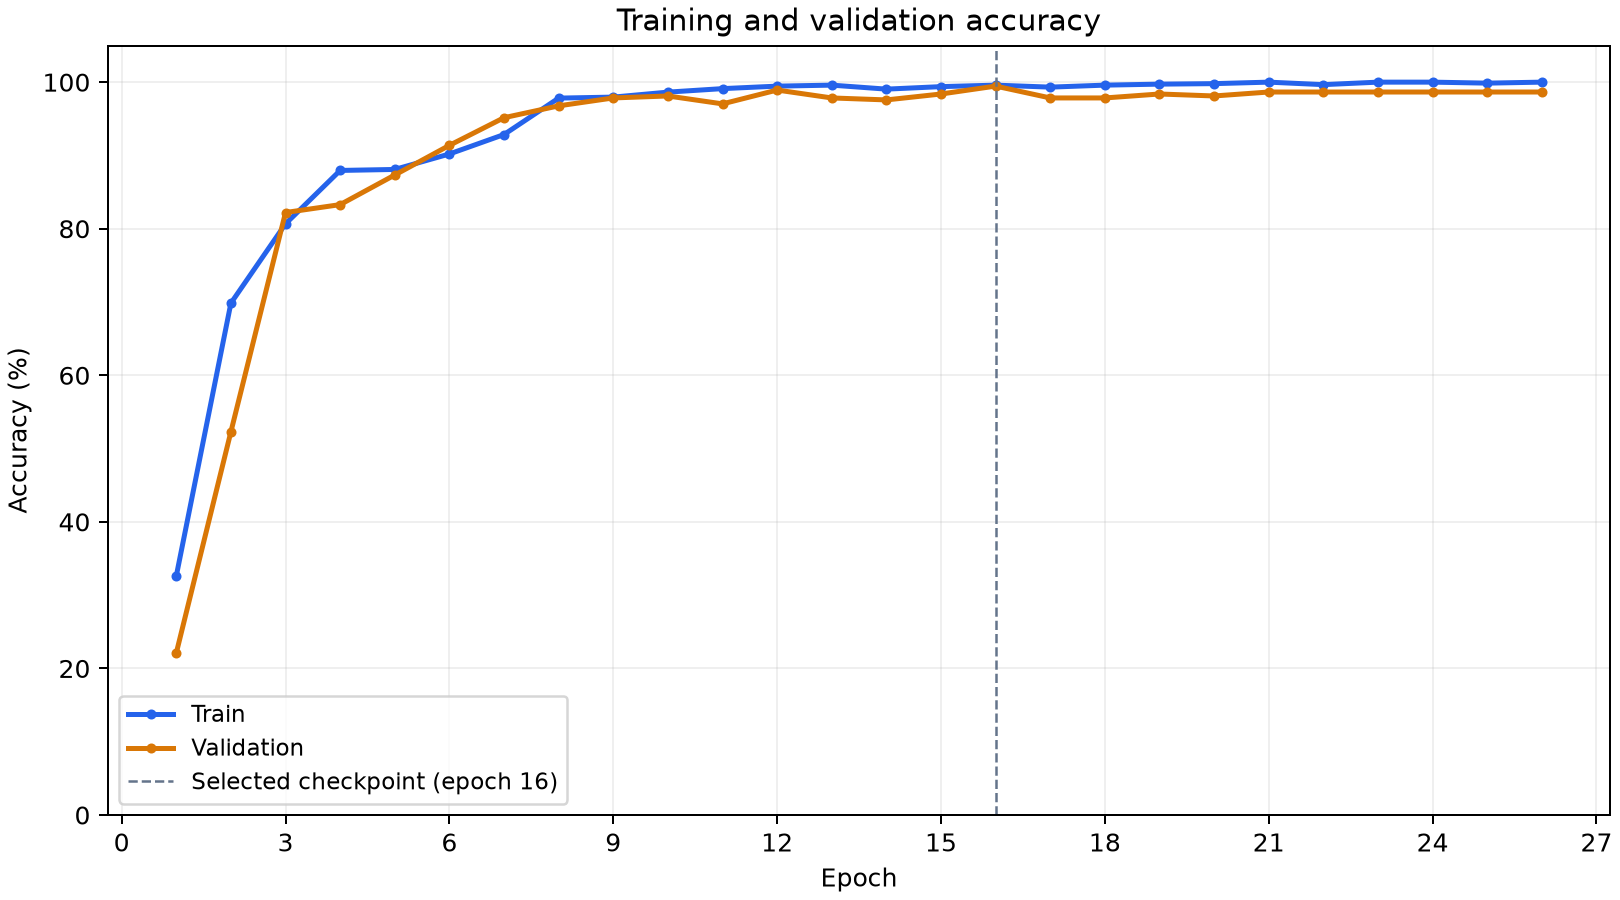 Training and validation accuracy
Accuracy (%)
100
80
60
40
20
0
Train
Validation
Selected checkpoint (epoch 16)
0 3 6 9 12 15 18 21 24 27
Epoch